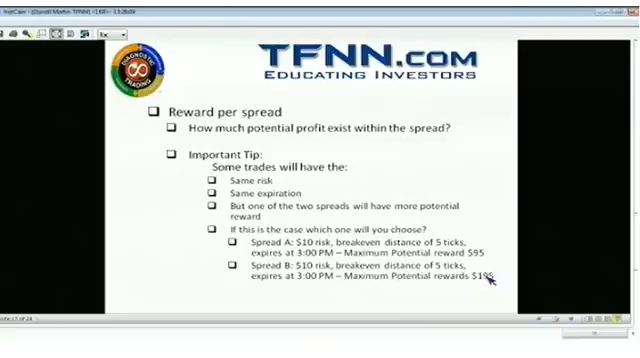 TFNN.COM
EDUCATING INVESTORS
DIAGNOSTIC
TRADING
Reward per spread
How much potential profit exist within the spread?
Important Tip:
Some trades will have the:
Same risk
Same expiration
But one of the two spreads will have more potential
reward
If this is the case which one will you choose?
Spread A: $10 risk, breakeven distance of 5 ticks,
expires at 3:00 PM – Maximum Potential reward $95
Spread B: $10 risk, breakeven distance of 5 ticks,
expires at 3:00 PM – Maximum Potential rewards $195